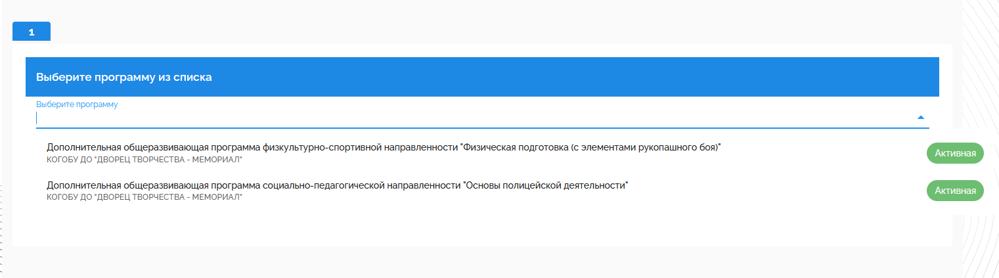 1
Выберите программу из списка
Выберите программу
Дополнительная общеразвивающая программа физкультурно-спортивной направленности "Физическая подготовка (с элементами рукопашного боя)"
КОГОБУ ДО "ДВОРЕЦ ТВОРЧЕСТВА - МЕМОРИАЛ"
Активная
Дополнительная общеразвивающая программа социально-педагогической направленности "Основы полицейской деятельности"
КОГОБУ ДО "ДВОРЕЦ ТВОРЧЕСТВА - МЕМОРИАЛ"
Активная